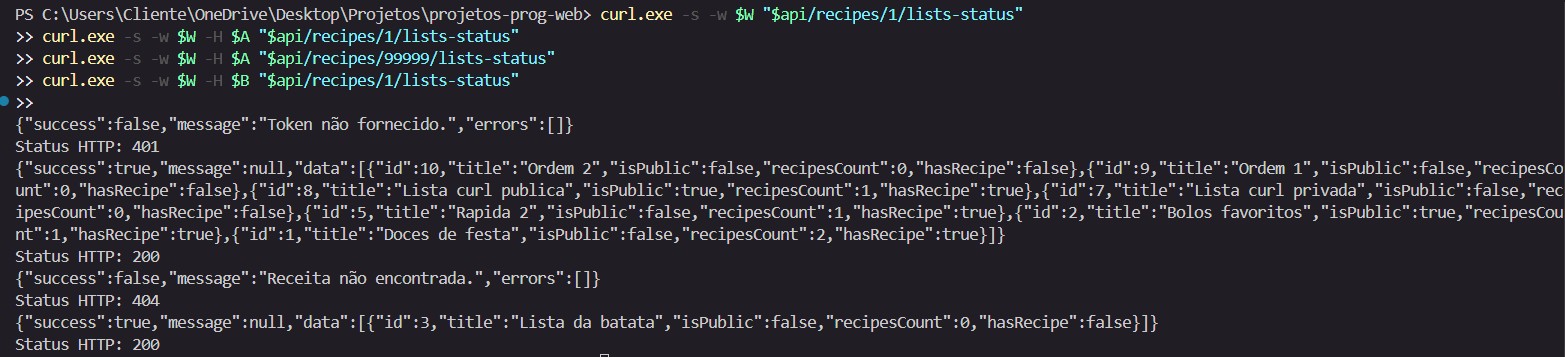 PS C:\Users\Cliente\OneDrive\Desktop\Projetos\projetos-prog-web> curl.exe -s -w $W "$api/recipes/1/lists-status"
>> curl.exe -s -w $W -H $A "$api/recipes/1/lists-status"
>> curl.exe -s -w $W -H $A "$api/recipes/99999/lists-status"
>> curl.exe -s -w $W -H $B "$api/recipes/1/lists-status"
>>
{"success":false,"message":"Token não fornecido.","errors":[]}
Status HTTP: 401
{"success":true,"message":null,"data":[{"id":10,"title":"Ordem 2","isPublic":false,"recipesCount":0,"hasRecipe":false},{"id":9,"title":"Ordem 1","isPublic":false,"recipesCo
unt":0,"hasRecipe":false},{"id":8,"title":"Lista curl publica","isPublic":true,"recipesCount":1,"hasRecipe":true},{"id":7,"title":"Lista curl privada","isPublic":false,"rec
ipesCount":0,"hasRecipe":false},{"id":5,"title":"Rapida 2","isPublic":false,"recipesCount":1,"hasRecipe":true},{"id":2,"title":"Bolos favoritos","isPublic":true,"recipesCou
nt":1,"hasRecipe":true},{"id":1,"title":"Doces de festa","isPublic":false,"recipesCount":2,"hasRecipe":true}]}
Status HTTP: 200
{"success":false,"message":"Receita não encontrada.","errors":[]}
Status HTTP: 404
{"success":true,"message":null,"data":[{"id":3,"title":"Lista da batata","isPublic":false,"recipesCount":0,"hasRecipe":false}]}
Status HTTP: 200